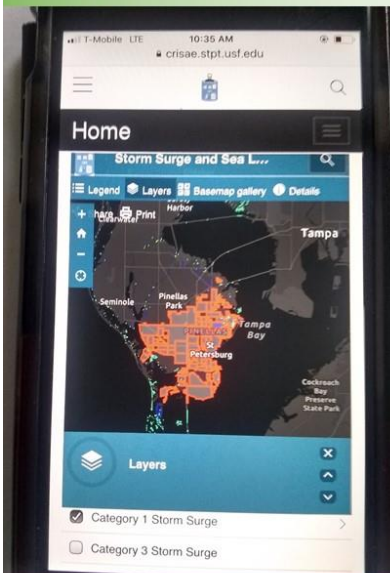 T-Mobile LTE 10:35 AM
crisae.stpt.usf.edu
Home
Storm Surge and Sea L...
Legend Layers Basemap gallery Details
hare Print
Harbor
Clearwater
Tampa
Seminole
Pinellas
Park
Tampa
Bay
St
Petersburg
Cockroach
Bay
Preserve
State Park
Layers
Category 1 Storm Surge
Category 3 Storm Surge